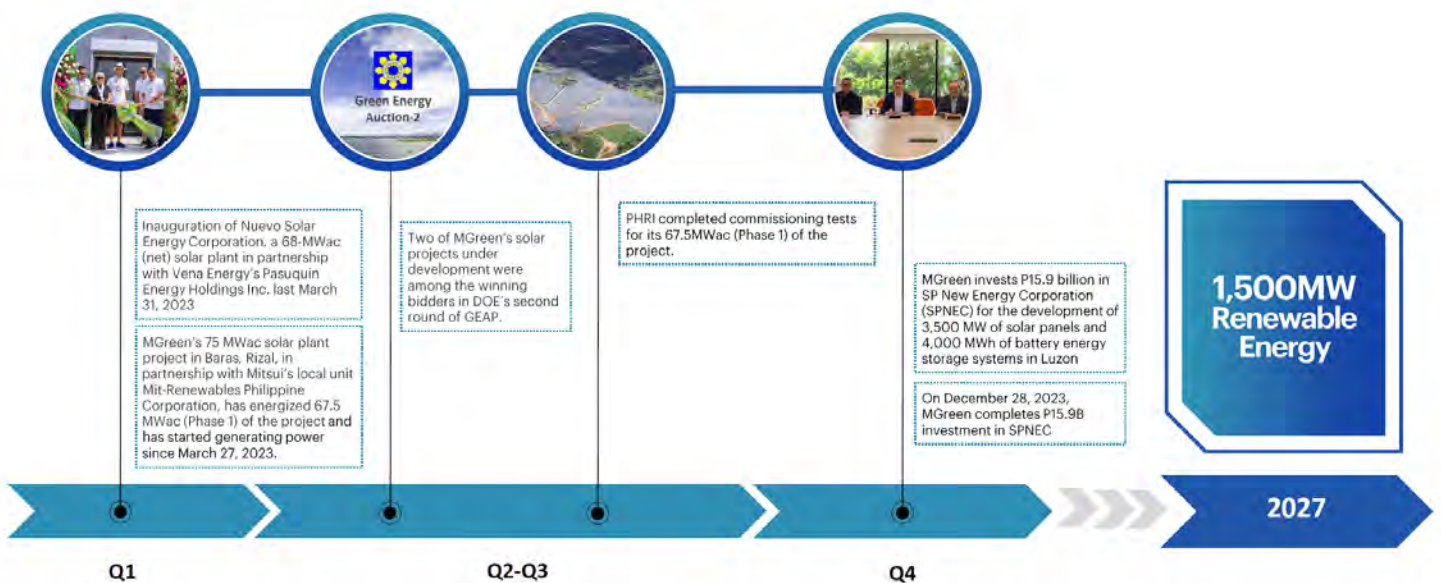 Green Energy
Auction-2
Inauguration of Nuevo Solar
Energy Corporation, a 68-MWac
(net) solar plant in partnership
with Vena Energy's Pasuquin
Energy Holdings Inc. last March
31, 2023
MGreen's 75 MWac solar plant
project in Baras, Rizal, in
partnership with Mitsui's local unit
Mit-Renewables Philippine
Corporation, has energized 67.5
MWac (Phase 1) of the project and
has started generating power
since March 27, 2023.
Two of MGreen's solar
projects under
development were
among the winning
bidders in DOE's second
round of GEAP.
PHRI completed commissioning tests
for its 67.5MWac (Phase 1) of the
project.
MGreen invests P15.9 billion in
SP New Energy Corporation
(SPNEC) for the development of
3,500 MW of solar panels and
4,000 MWh of battery energy
storage systems in Luzon
On December 28, 2023,
MGreen completes P15.9B
investment in SPNEC
1,500MW
Renewable
Energy
2027
Q1
Q2-Q3
Q4